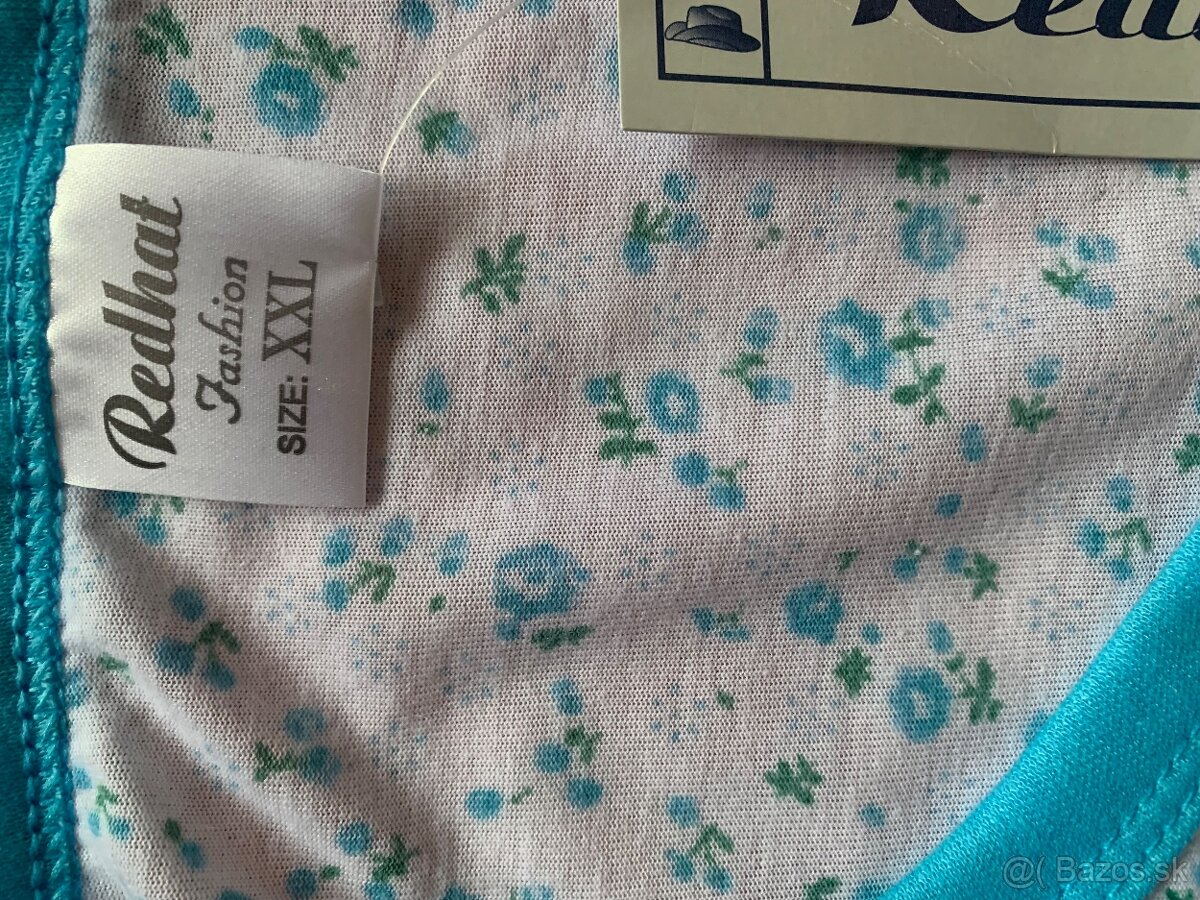 Redhat
Fashion
SIZE: XXL
@( Bazos.sk